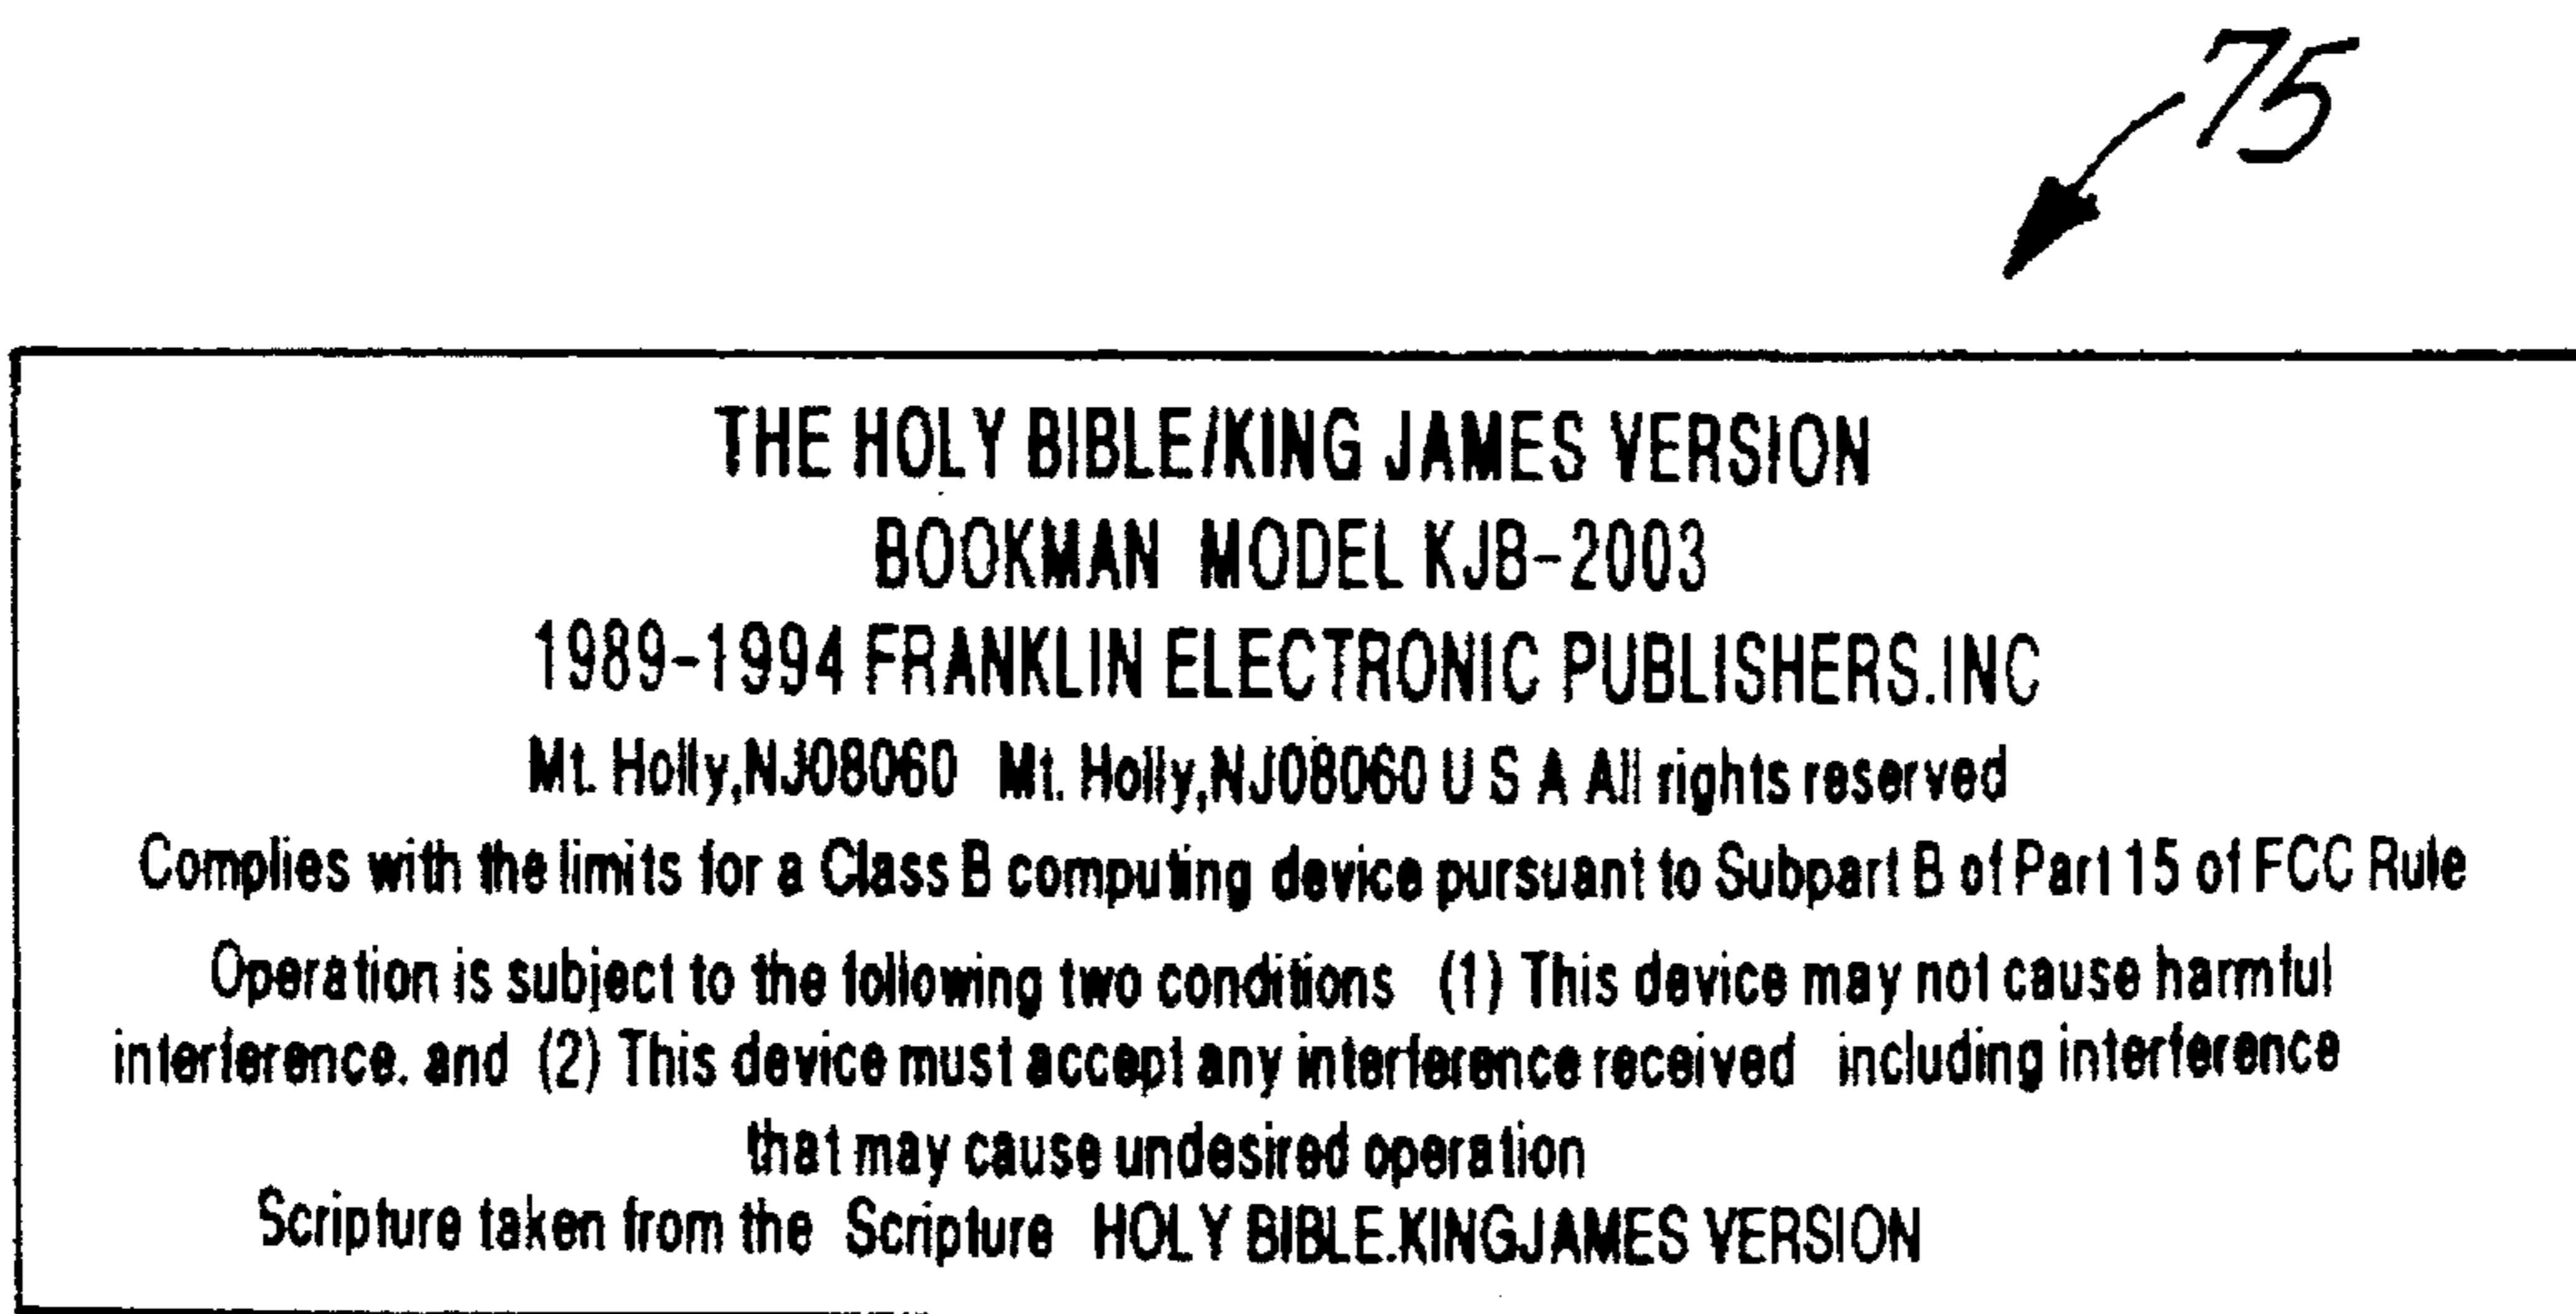 75
THE HOLY BIBLE/KING JAMES VERSION
BOOKMAN MODEL KJB-2003
1989-1994 FRANKLIN ELECTRONIC PUBLISHERS.INC
Mt. Holly,NJ08060 Mt. Holly,NJ08060 U S A All rights reserved
Complies with the limits for a Class B computing device pursuant to Subpart B of Part 15 of FCC Rule
Operation is subject to the following two conditions (1) This device may not cause harmful
interference. and (2) This device must accept any interference received including interference
that may cause undesired operation
Scripture taken from the Scripture HOLY BIBLE.KINGJAMES VERSION